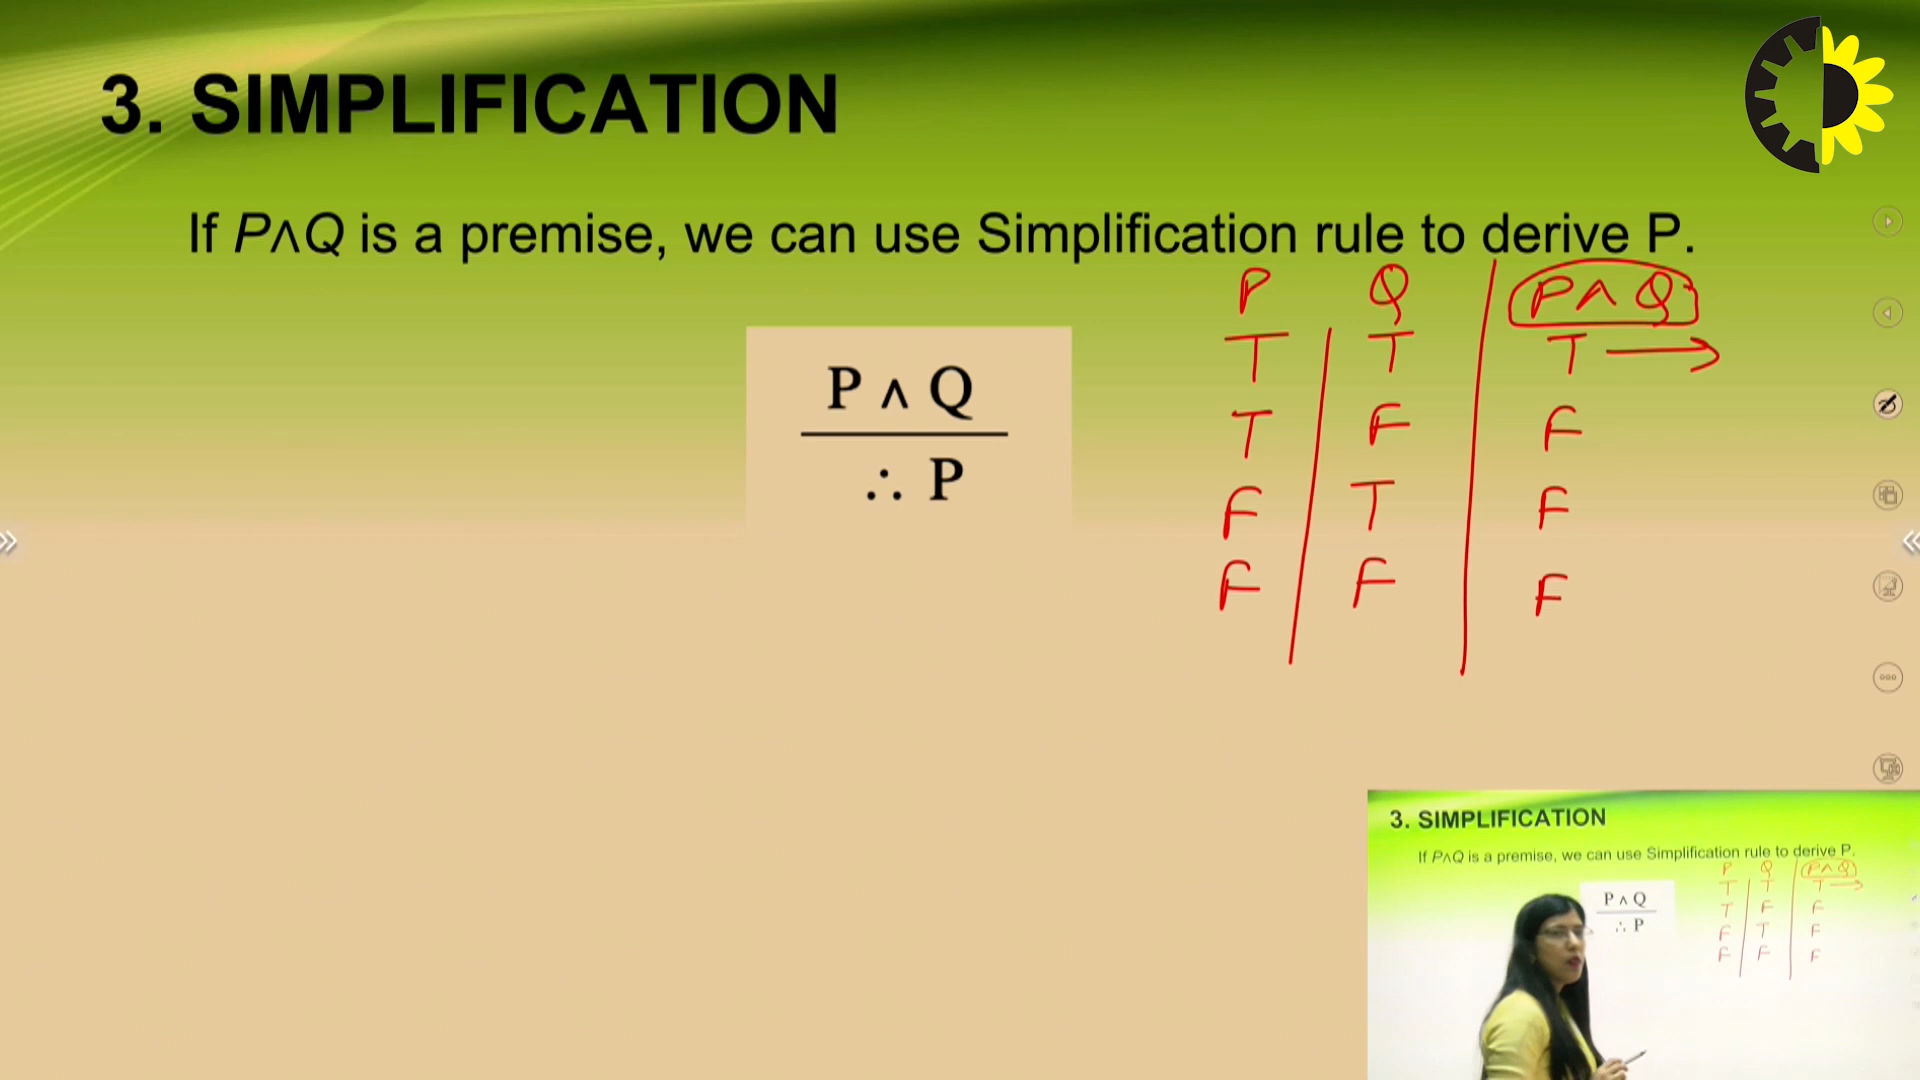 3. SIMPLIFICATION
If P∧Q is a premise, we can use Simplification rule to derive P.
P ∧ Q
∴ P
P Q P ∧ Q
T T T →
T F F
F T F
F F F
3. SIMPLIFICATION
If P∧Q is a premise, we can use Simplification rule to derive P.
P ∧ Q
∴ P
P Q P ∧ Q
T T T →
T F F
F T F
F F F